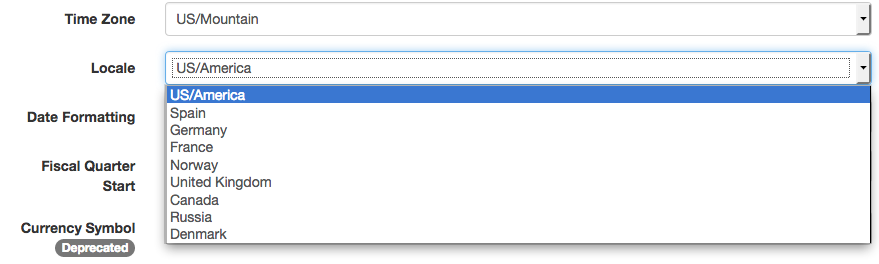 Time Zone US/Mountain
Locale US/America
US/America
Spain
Date Formatting Germany
France
Fiscal Quarter Norway
Start United Kingdom
Canada
Currency Symbol Russia
Deprecated Denmark